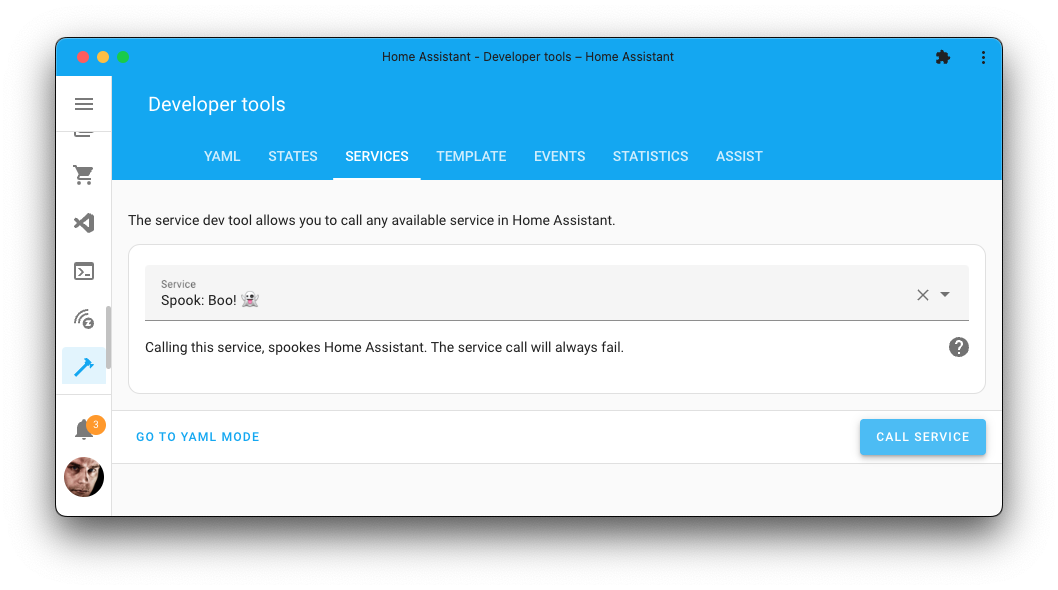 Home Assistant - Developer tools – Home Assistant
Developer tools
YAML STATES SERVICES TEMPLATE EVENTS STATISTICS ASSIST
The service dev tool allows you to call any available service in Home Assistant.
Service
Spook: Boo! 👻
Calling this service, spookes Home Assistant. The service call will always fail.
3
GO TO YAML MODE
CALL SERVICE